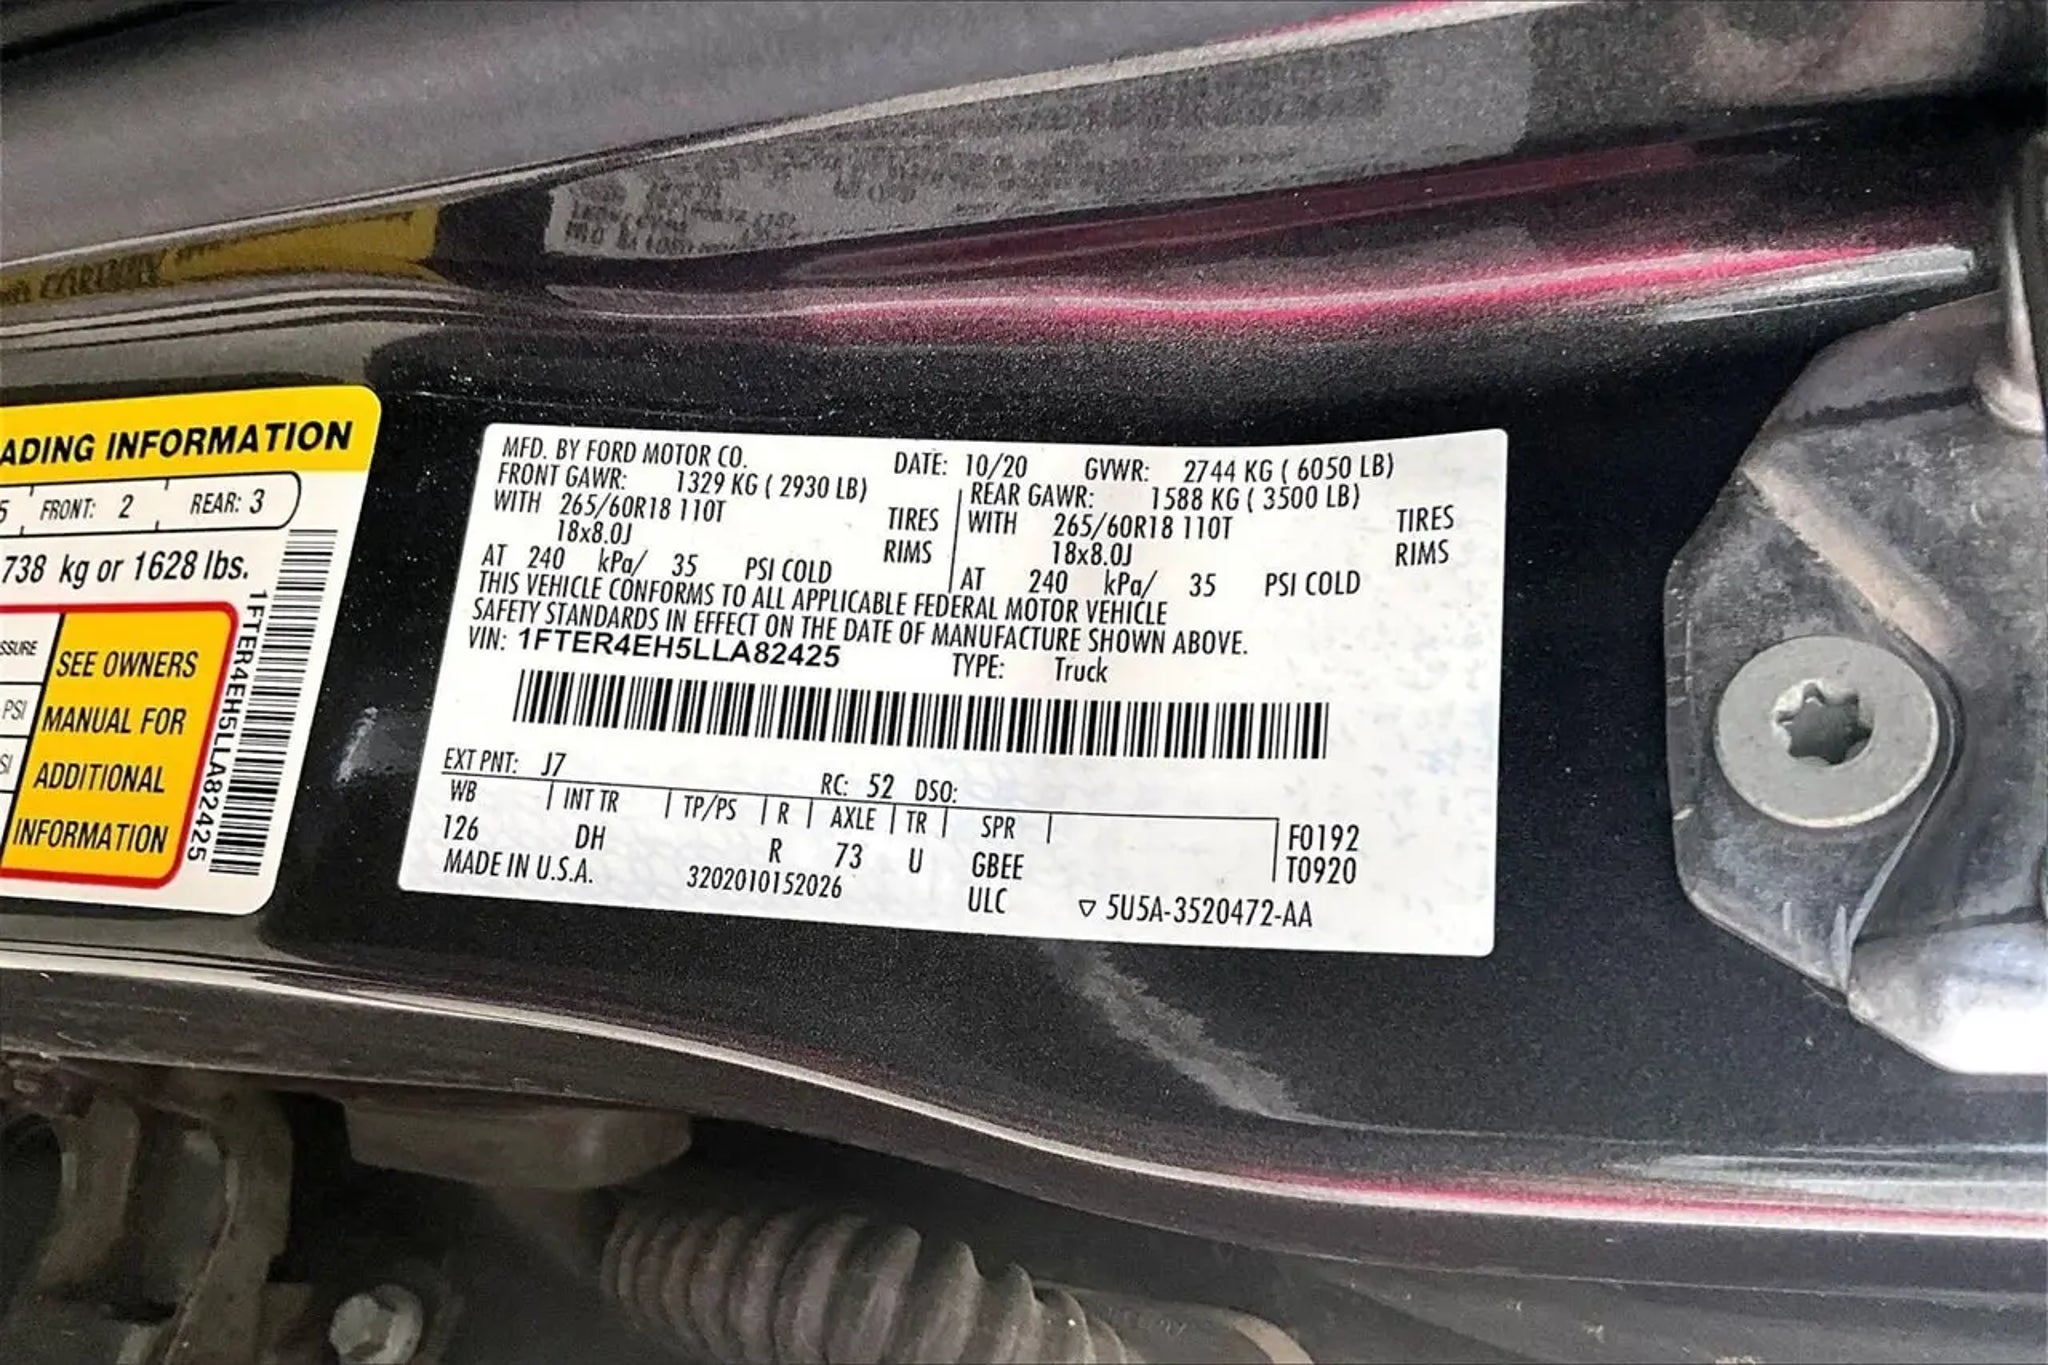 ADING INFORMATION
5 FRONT: 2 REAR: 3
738 kg or 1628 lbs.
SSURE
PSI
SI
SEE OWNERS
MANUAL FOR
ADDITIONAL
INFORMATION
1FTER4EH5LLA82425
MFD. BY FORD MOTOR CO. DATE: 10/20 GVWR: 2744 KG ( 6050 LB)
FRONT GAWR: 1329 KG ( 2930 LB) REAR GAWR: 1588 KG ( 3500 LB)
WITH 265/60R18 110T TIRES WITH 265/60R18 110T TIRES
18x8.0J RIMS 18x8.0J RIMS
AT 240 kPa/ 35 PSI COLD AT 240 kPa/ 35 PSI COLD
THIS VEHICLE CONFORMS TO ALL APPLICABLE FEDERAL MOTOR VEHICLE
SAFETY STANDARDS IN EFFECT ON THE DATE OF MANUFACTURE SHOWN ABOVE.
VIN: 1FTER4EH5LLA82425 TYPE: Truck
EXT PNT: J7 RC: 52 DSO:
WB INT TR TP/PS R AXLE TR SPR F0192
126 DH R 73 U GBEE T0920
MADE IN U.S.A. 3202010152026 ULC ▽ 5U5A-3520472-AA